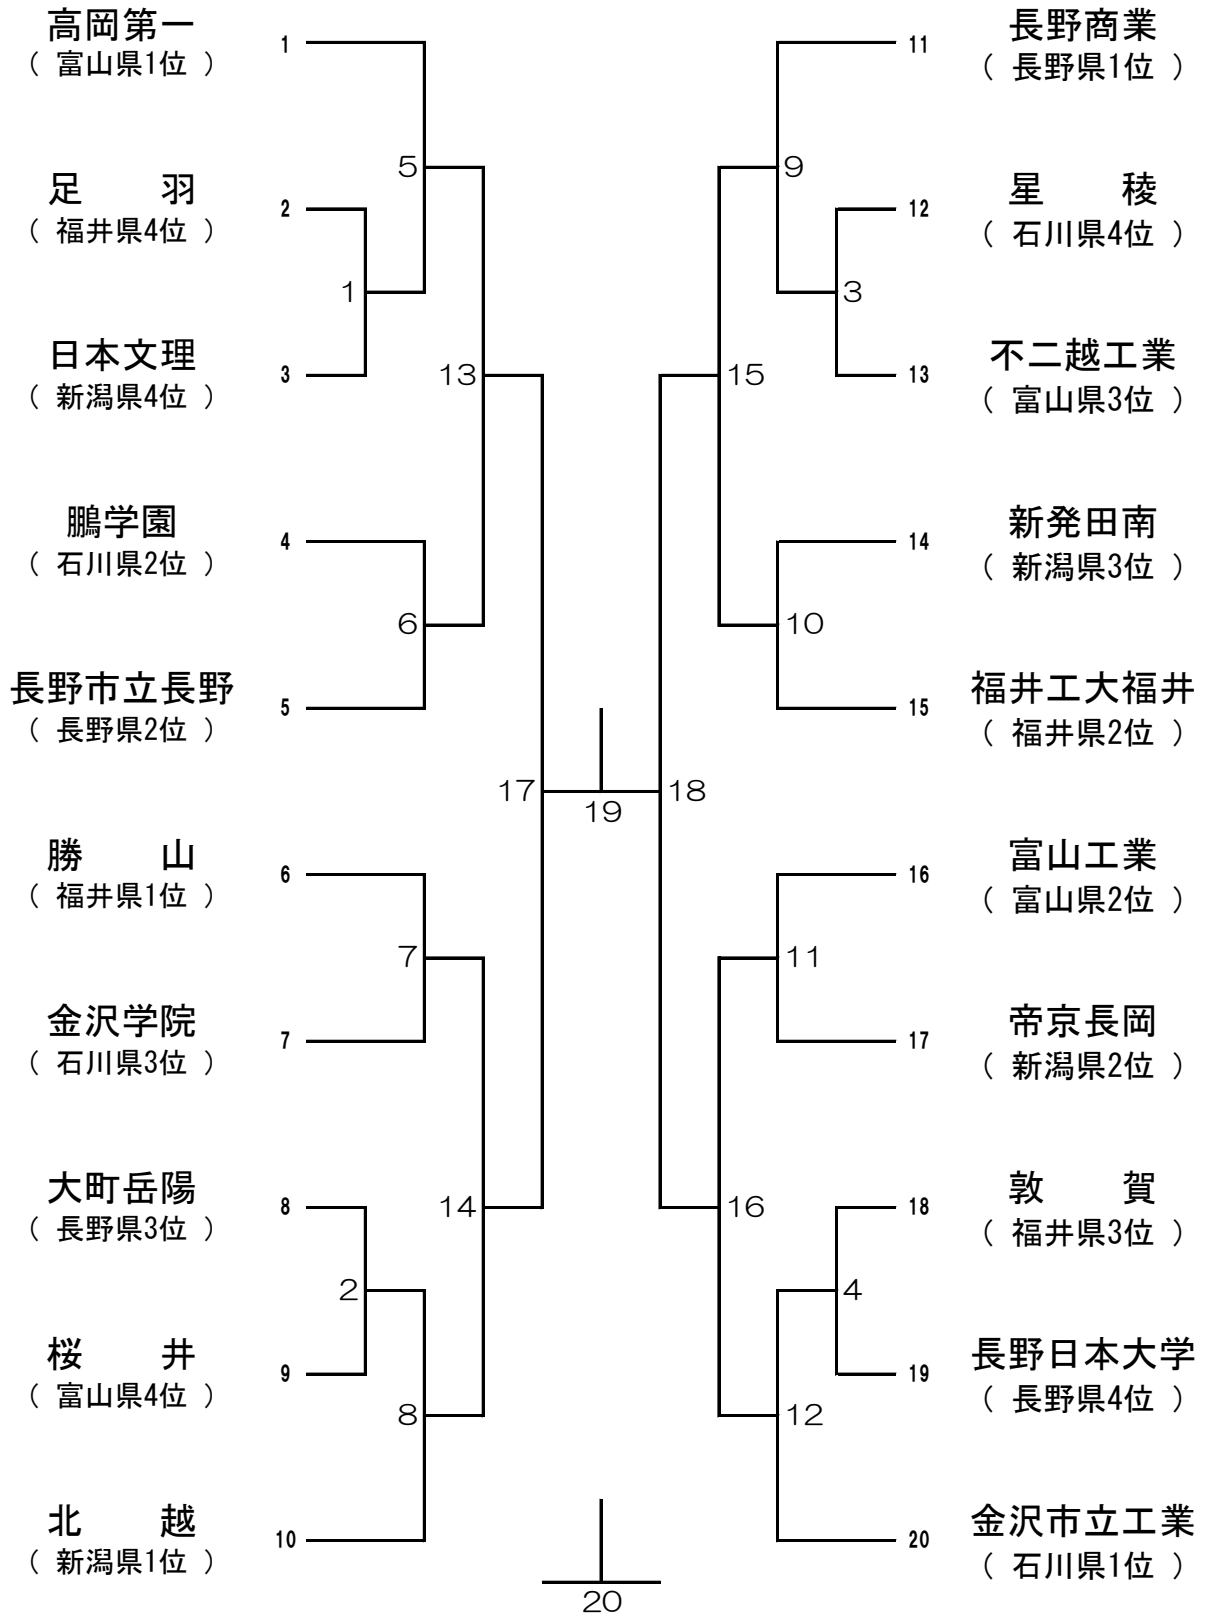 高岡第一
( 富山県1位 )
1
足 羽
( 福井県4位 )
2
日本文理
( 新潟県4位 )
3
鵬学園
( 石川県2位 )
4
長野市立長野
( 長野県2位 )
5
勝 山
( 福井県1位 )
6
金沢学院
( 石川県3位 )
7
大町岳陽
( 長野県3位 )
8
桜 井
( 富山県4位 )
9
北 越
( 新潟県1位 )
10
1
2
5
6
7
8
13
14
17
19
20
18
15
16
9
10
11
12
3
4
11
長野商業
( 長野県1位 )
12
星 稜
( 石川県4位 )
13
不二越工業
( 富山県3位 )
14
新発田南
( 新潟県3位 )
15
福井工大福井
( 福井県2位 )
16
富山工業
( 富山県2位 )
17
帝京長岡
( 新潟県2位 )
18
敦 賀
( 福井県3位 )
19
長野日本大学
( 長野県4位 )
20
金沢市立工業
( 石川県1位 )